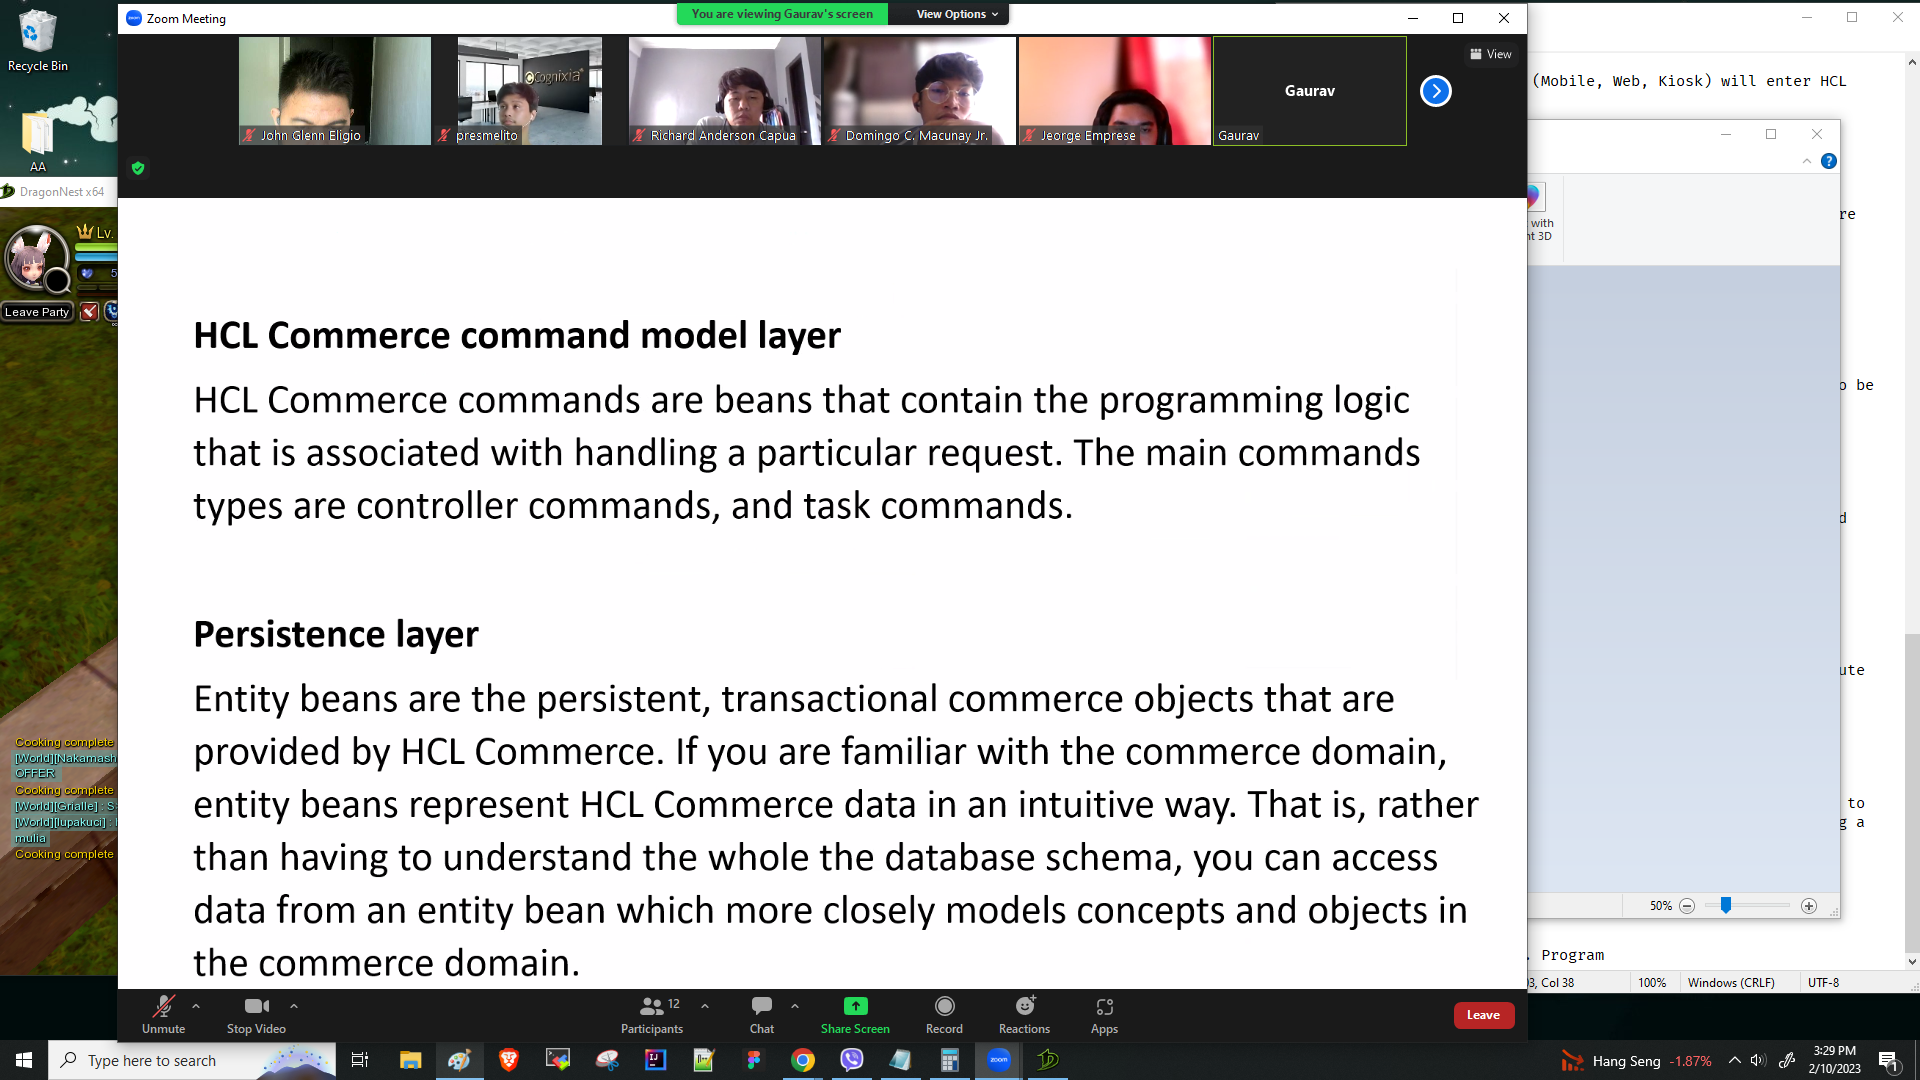 Recycle Bin
AA
DragonNest x64
Lv.
5
Leave Party
Cooking complete
[World][Nakamash
OFFER
Cooking complete
[World][Grialle] : S
[World][lupakuci] :
mulia
Cooking complete
Zoom Meeting
You are viewing Gaurav's screen
View Options
John Glenn Eligio
Cognixia
presmelito
Richard Anderson Capua
Domingo C. Macunay Jr.
Jeorge Emprese
Gaurav
Gaurav
View
HCL Commerce command model layer
HCL Commerce commands are beans that contain the programming logic
that is associated with handling a particular request. The main commands
types are controller commands, and task commands.
Persistence layer
Entity beans are the persistent, transactional commerce objects that are
provided by HCL Commerce. If you are familiar with the commerce domain,
entity beans represent HCL Commerce data in an intuitive way. That is, rather
than having to understand the whole the database schema, you can access
data from an entity bean which more closely models concepts and objects in
the commerce domain.
Unmute
Stop Video
12
Participants
Chat
Share Screen
Record
Reactions
Apps
Leave
(Mobile, Web, Kiosk) will enter HCL
with
nt 3D
re
o be
d
ute
to
g a
50%
. Program
3, Col 38
100%
Windows (CRLF)
UTF-8
Type here to search
Hang Seng -1.87%
3:29 PM
2/10/2023
1